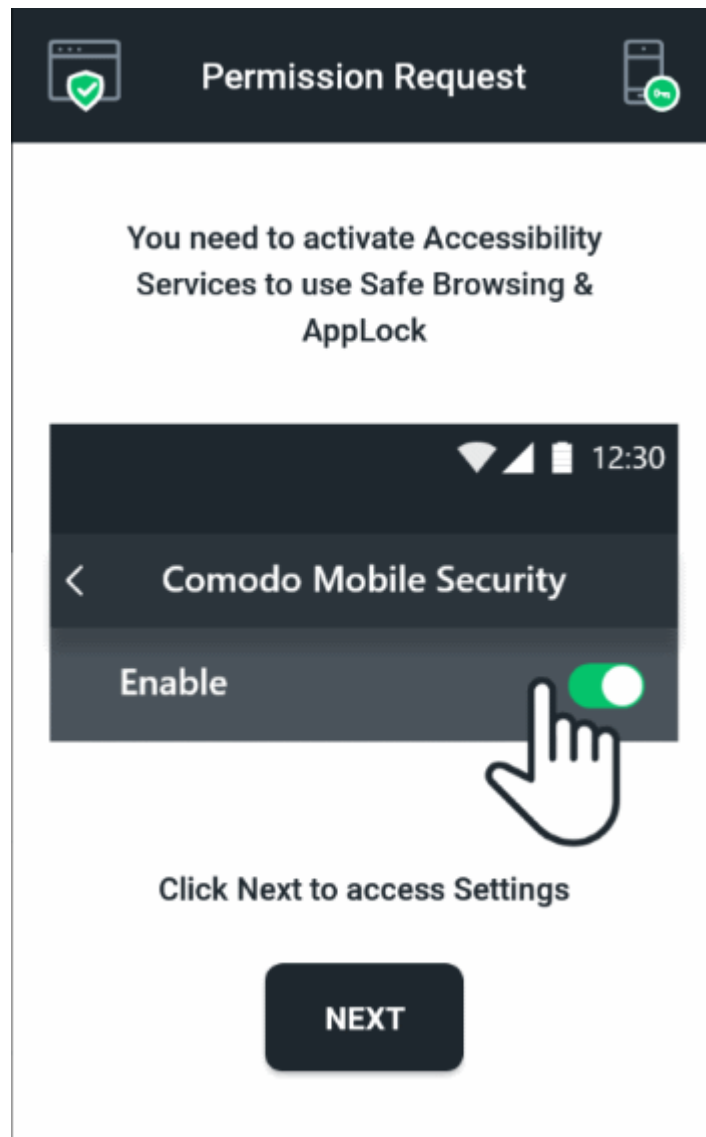 Permission Request
You need to activate Accessibility
Services to use Safe Browsing &
AppLock
12:30
Comodo Mobile Security
Enable
Click Next to access Settings
NEXT